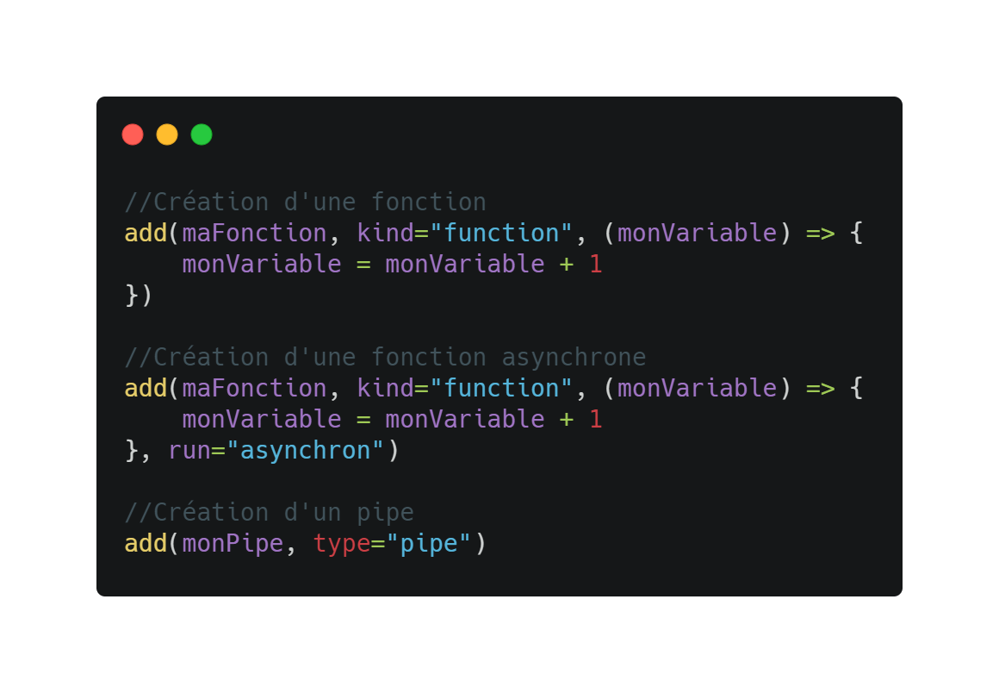 //Création d'une fonction
add(maFonction, kind="function", (monVariable) => {
    monVariable = monVariable + 1
})

//Création d'une fonction asynchrone
add(maFonction, kind="function", (monVariable) => {
    monVariable = monVariable + 1
}, run="asynchron")

//Création d'un pipe
add(monPipe, type="pipe")